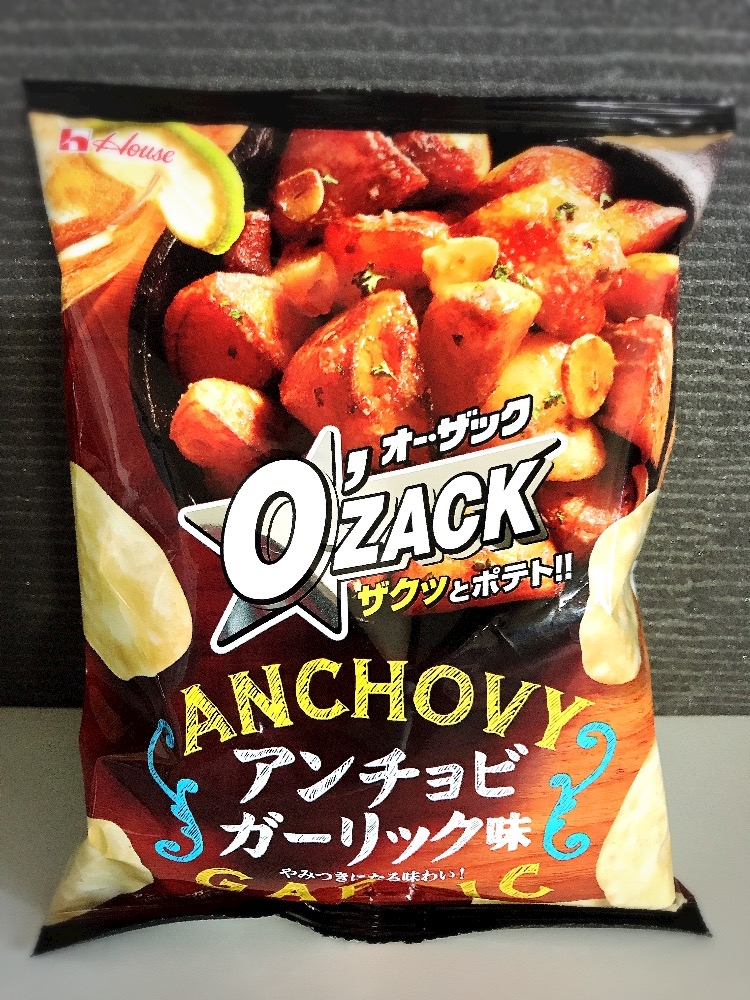 House
オー・ザック
O'ZACK
ザクッとポテト!!
ANCHOVY
アンチョビ
ガーリック味
やみつきになる味わい!